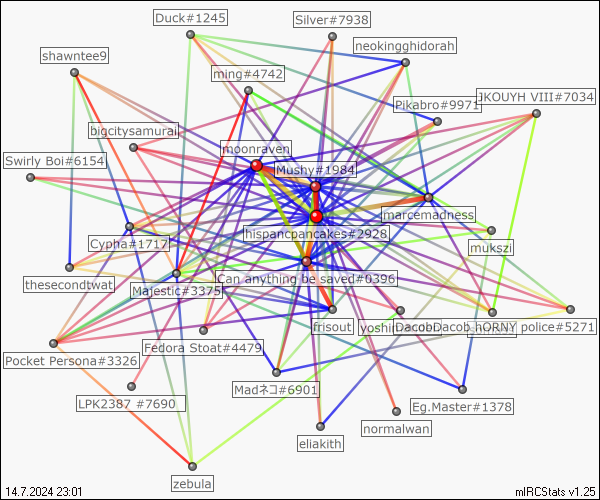 Duck#1245
Silver#7938
neokingghidorah
shawntee9
ming#4742
Pikabro#9971
JKOUYH VIII#7034
bigcitysamurai
moonraven
Swirly Boi#6154
Mushy#1984
marcemadness
hispancpancakes#2928
Cypha#1717
mukszi
thesecondtwat
Majestic#3375
Can anything be saved#6396
frisout
yoshi
DacobDacob
HORNY police#5271
Fedora Stoat#4479
Pocket Persona#3326
Madネコ#6901
LPK2387 #7690
Eg.Master#1378
normalwan
eliakith
zebula
14.7.2024 23:01
mIRCStats v1.25